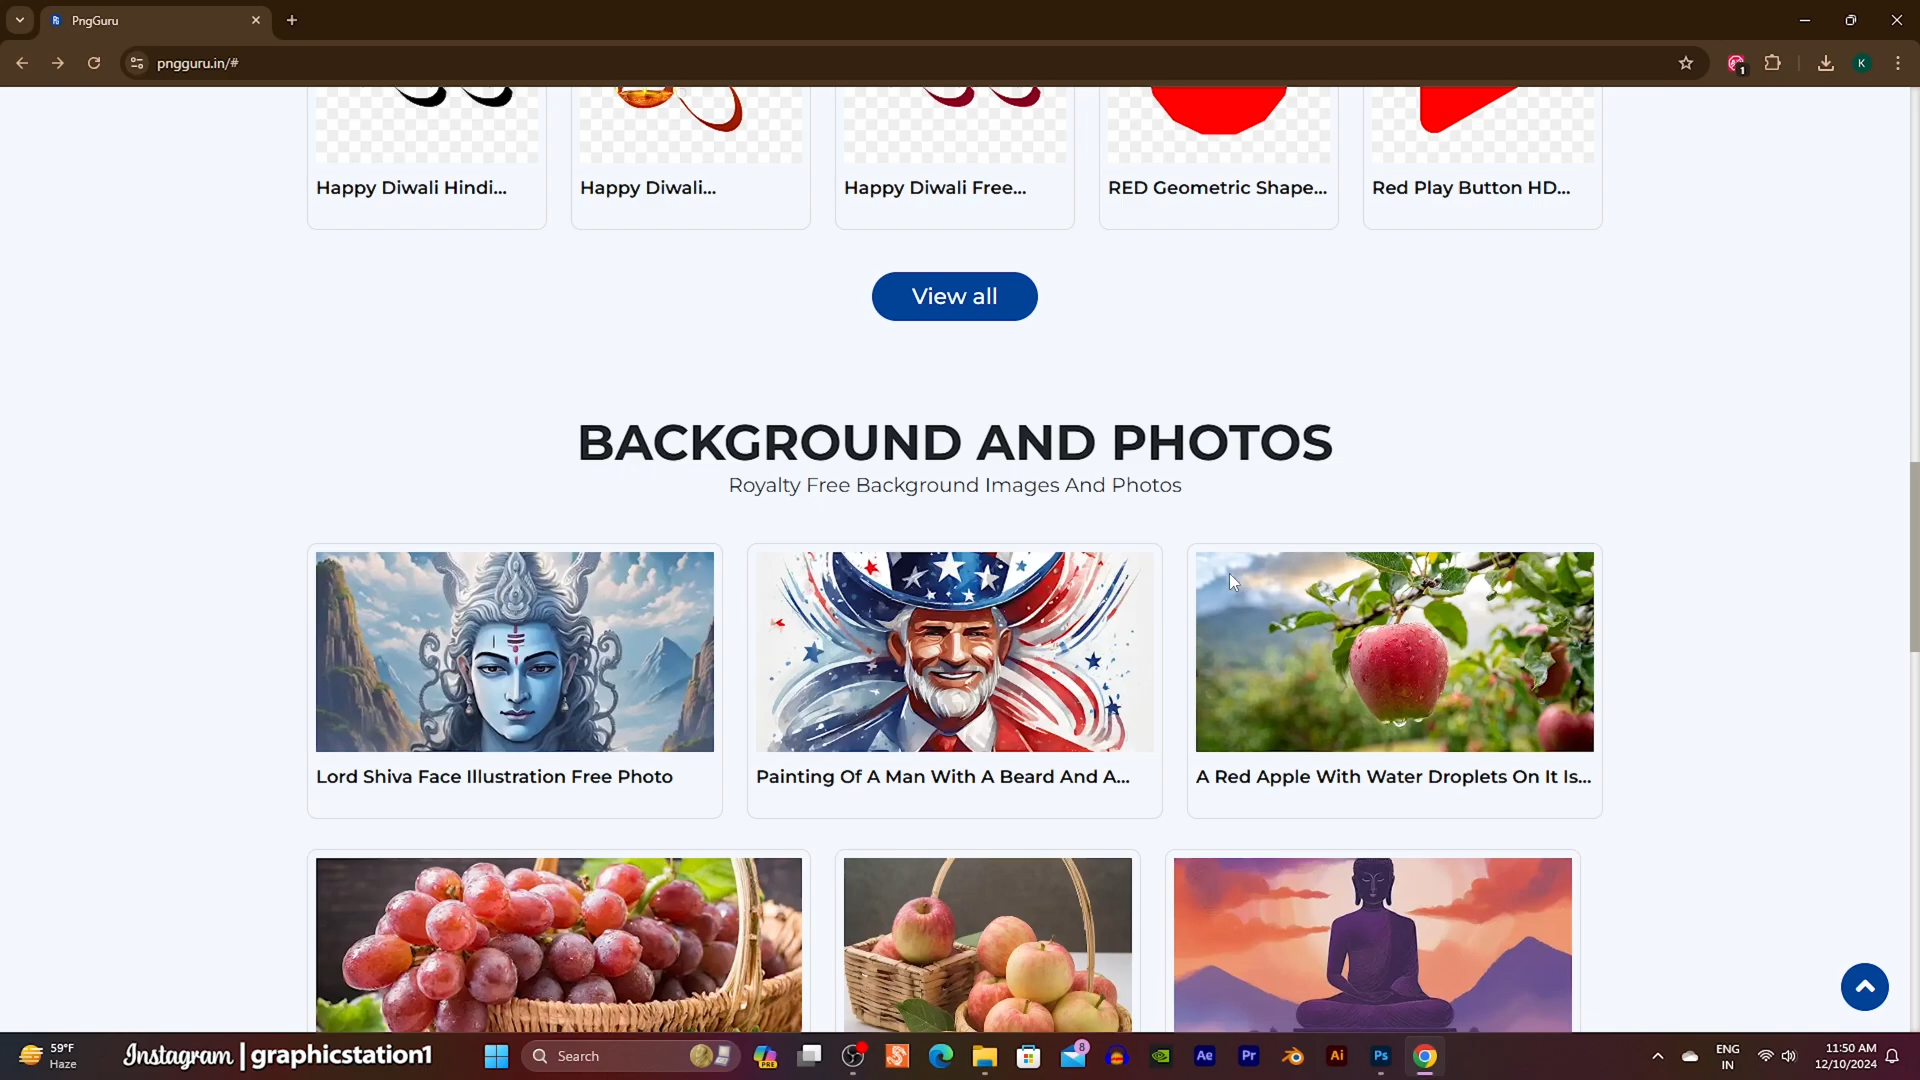 PngGuru
pngguru.in/#
1
K
Happy Diwali Hindi...
Happy Diwali...
Happy Diwali Free...
RED Geometric Shape...
Red Play Button HD...
View all
BACKGROUND AND PHOTOS
Royalty Free Background Images And Photos
Lord Shiva Face Illustration Free Photo
Painting Of A Man With A Beard And A...
A Red Apple With Water Droplets On It Is...
59°F
Haze
Instagram | graphicstation1
Search
PRE
8
Ae
Pr
Ai
Ps
ENG
IN
11:50 AM
12/10/2024